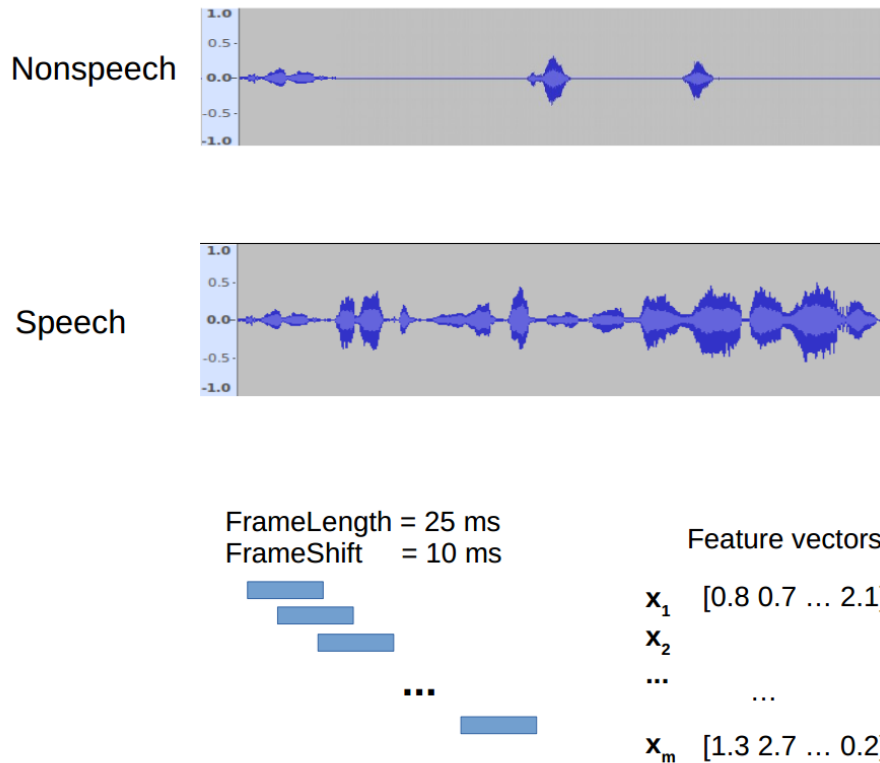 1.0
0.5
Nonspeech
0.0
-0.5
-1.0
1.0
0.5
Speech
0.0
-0.5
-1.0
FrameLength = 25 ms
FrameShift = 10 ms
Feature vectors
x1 [0.8 0.7 … 2.1]
x2
...
...
…
xm [1.3 2.7 … 0.2]